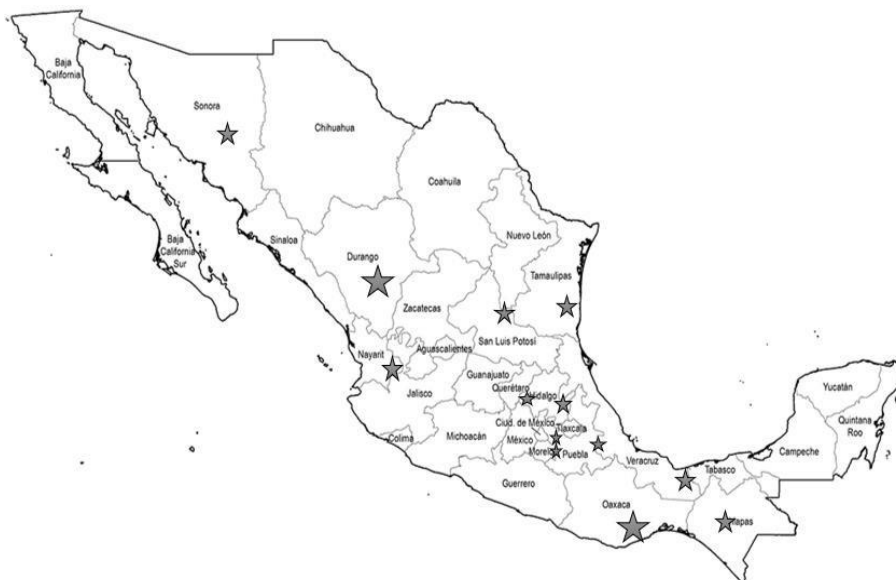 Baja
California
Sonora
Chihuahua
Coahuila
Nuevo León
Sinaloa
Baja
California
Sur
Durango
Tamaulipas
Zacatecas
San Luis Potosí
Nayarit
Aguascalientes
Guanajuato
Querétaro
Hidalgo
Jalisco
Yucatán
Quintana
Roo
Ciud. de México
Tlaxcala
Colima
Michoacán
México
Morelos
Puebla
Veracruz
Tabasco
Campeche
Guerrero
Oaxaca